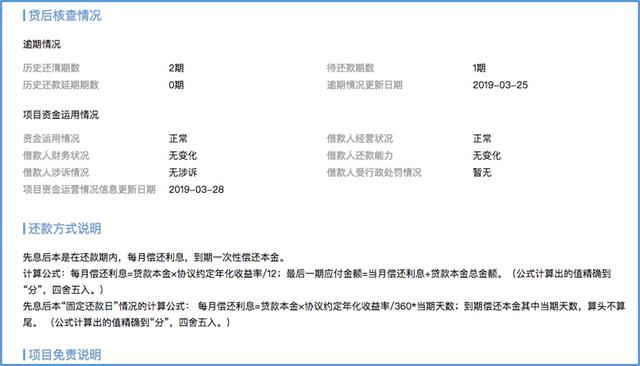 贷后核查情况
逾期情况
历史还清期数 2期 待还款期数 1期
历史还款延期期数 0期 逾期情况更新日期 2019-03-25
项目资金运用情况
资金运用情况 正常 借款人经营状况 正常
借款人财务状况 无变化 借款人还款能力 无变化
借款人涉诉情况 无涉诉 借款人受行政处罚情况 暂无
项目资金运营情况信息更新日期 2019-03-28
还款方式说明
先息后本是在还款期内，每月偿还利息，到期一次性偿还本金。
计算公式：每月偿还利息=贷款本金×协议约定年化收益率/12；最后一期应付金额=当月偿还利息+贷款本金总金额。（公式计算出的值精确到
“分”，四舍五入。）
先息后本“固定还款日”情况的计算公式： 每月偿还利息=贷款本金×协议约定年化收益率/360*当期天数；到期偿还本金其中当期天数，算头不算
尾。（公式计算出的值精确到“分”，四舍五入。）
项目免责说明